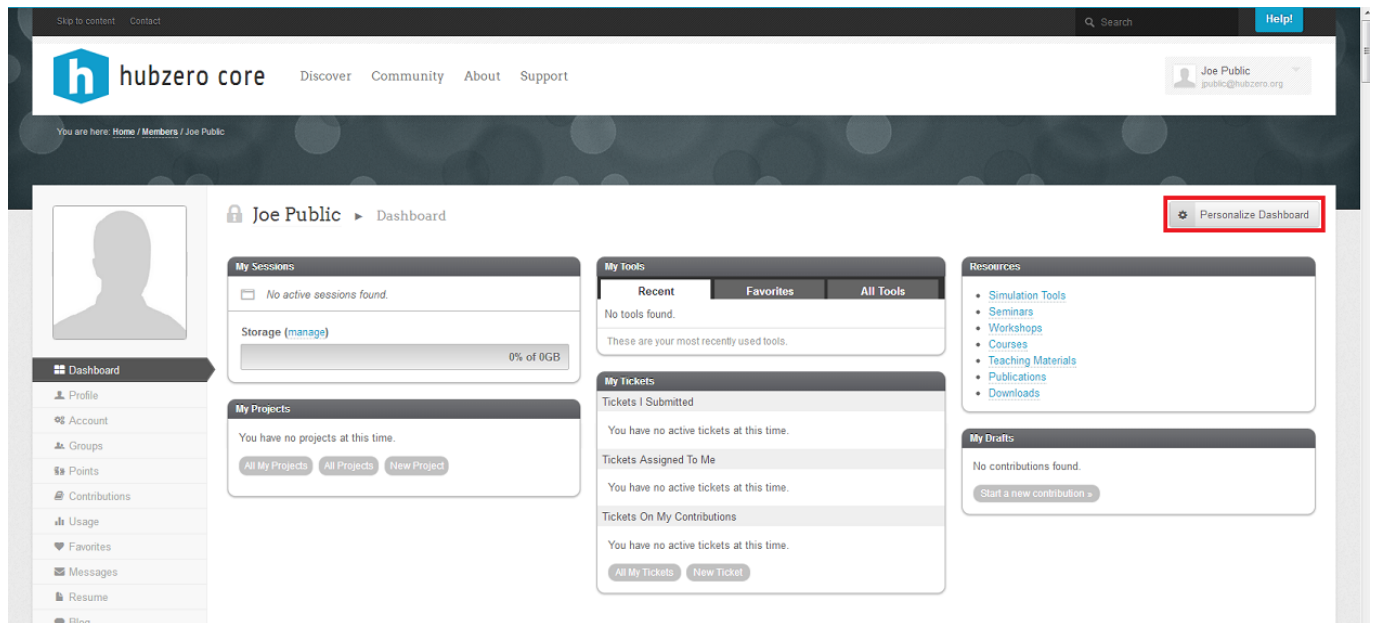 Skip to content Contact
Search
Help!
h hubzero core
Discover Community About Support
Joe Public
jpublic@hubzero.org
You are here: Home / Members / Joe Public
Joe Public ► Dashboard
Personalize Dashboard
Dashboard
Profile
Account
Groups
Points
Contributions
Usage
Favorites
Messages
Resume
Blog
My Sessions
No active sessions found.
Storage (manage)
0% of 0GB
My Projects
You have no projects at this time.
All My Projects All Projects New Project
My Tools
Recent Favorites All Tools
No tools found.
These are your most recently used tools.
My Tickets
Tickets I Submitted
You have no active tickets at this time.
Tickets Assigned To Me
You have no active tickets at this time.
Tickets On My Contributions
You have no active tickets at this time.
All My Tickets New Ticket
Resources
• Simulation Tools
• Seminars
• Workshops
• Courses
• Teaching Materials
• Publications
• Downloads
My Drafts
No contributions found.
Start a new contribution »